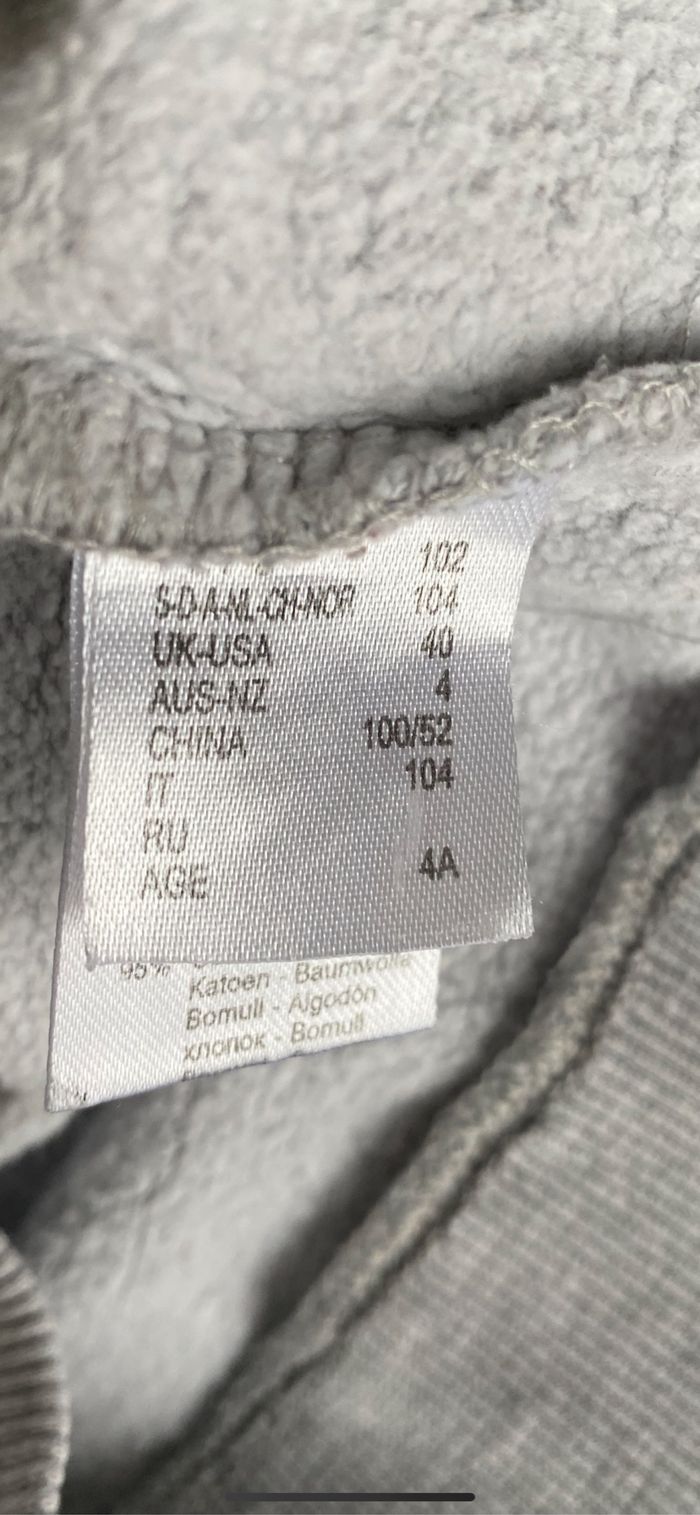 102
S-D-A-NL-CH-NOR 104
UK-USA 40
AUS-NZ 4
CHINA 100/52
IT 104
RU
AGE 4A
95%
Katoen - Baumwolle
Bomull - Algodón
хлопок - Bomull